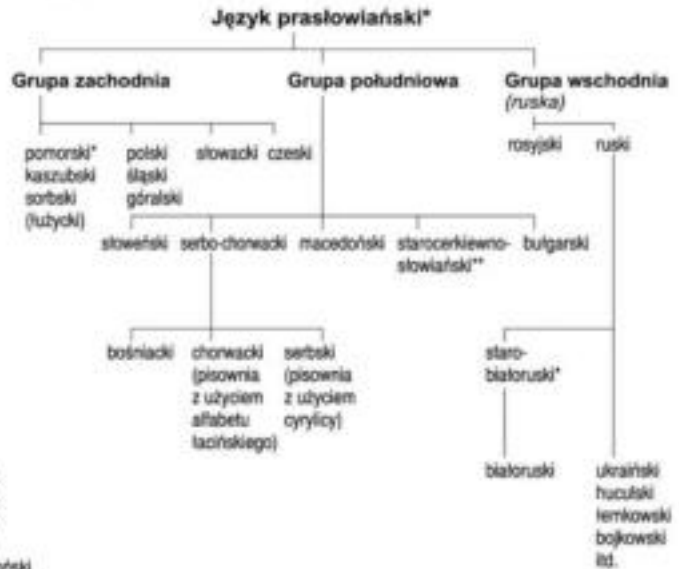 Język prasłowiański*
Grupa zachodnia
Grupa południowa
Grupa wschodnia
(ruska)
pomorski*
kaszubski
sorbski
(łużycki)
polski
śląski
góralski
słowacki
czeski
rosyjski
ruski
słoweński
serbo-chorwacki
macedoński
starocerkiewno-
słowiański**
bułgarski
bośniacki
chorwacki
(pisownia
z użyciem
alfabetu
łacińskiego)
serbski
(pisownia
z użyciem
cyrylicy)
staro-
białoruski*
białoruski
ukraiński
huculski
łemkowski
bojkowski
itd.